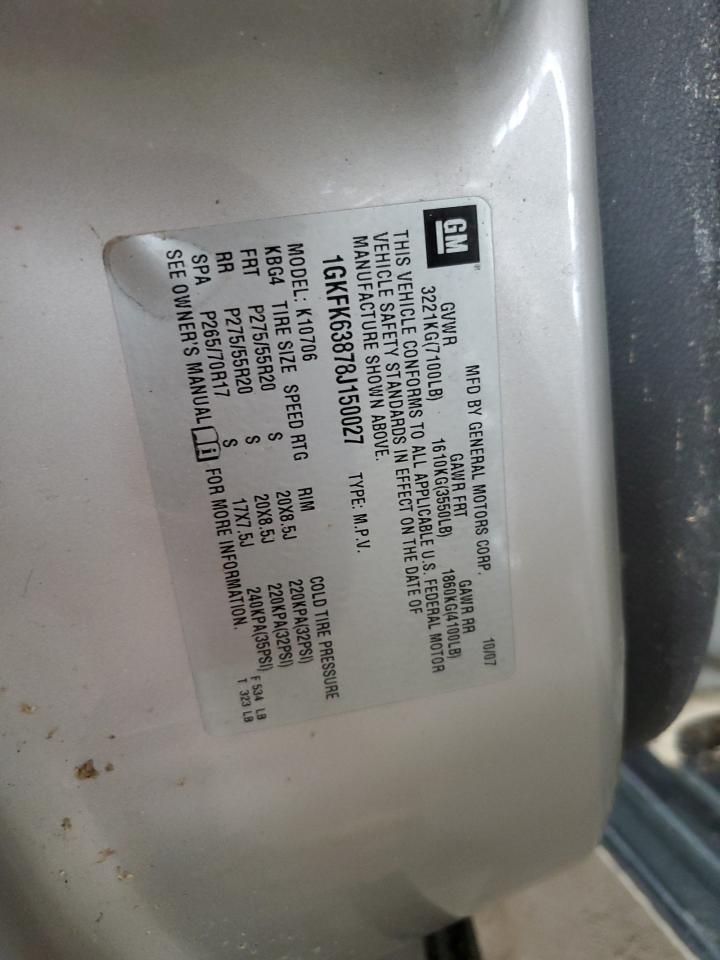 GM
MFD BY GENERAL MOTORS CORP. 10/07
GVWR GAWR FRT GAWR RR
3221KG(7100LB) 1610KG(3550LB) 1860KG(4100LB)
THIS VEHICLE CONFORMS TO ALL APPLICABLE U.S. FEDERAL MOTOR
VEHICLE SAFETY STANDARDS IN EFFECT ON THE DATE OF
MANUFACTURE SHOWN ABOVE.
1GKFK63878J150027 TYPE: M.P.V.
MODEL: K10706
KBG4 TIRE SIZE SPEED RTG RIM COLD TIRE PRESSURE
FRT P275/55R20 S 20X8.5J 220KPA(32PSI)
RR P275/55R20 S 20X8.5J 220KPA(32PSI)
SPA P265/70R17 S 17X7.5J 240KPA(35PSI)
SEE OWNER'S MANUAL FOR MORE INFORMATION.
F 534 LB
T 323 LB